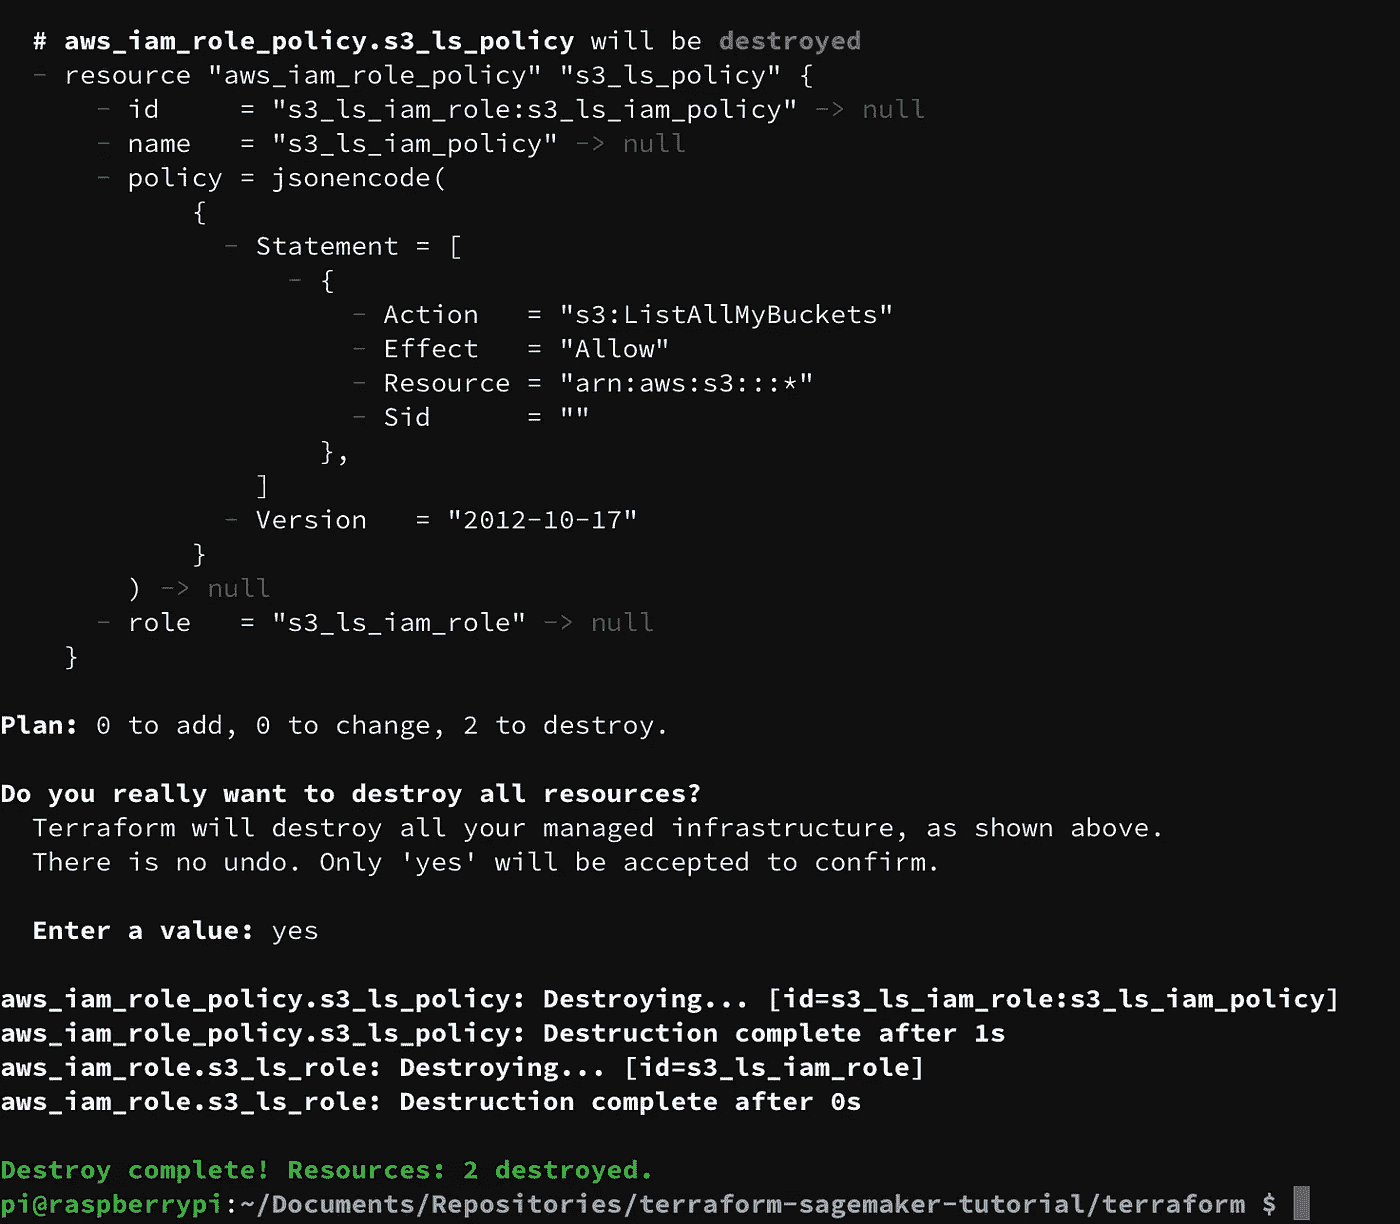 # aws_iam_role_policy.s3_ls_policy will be destroyed
- resource "aws_iam_role_policy" "s3_ls_policy" {
- id = "s3_ls_iam_role:s3_ls_iam_policy" -> null
- name = "s3_ls_iam_policy" -> null
- policy = jsonencode(
{
- Statement = [
- {
- Action = "s3:ListAllMyBuckets"
- Effect = "Allow"
- Resource = "arn:aws:s3:::*"
- Sid = ""
},
]
- Version = "2012-10-17"
}
) -> null
- role = "s3_ls_iam_role" -> null
}
Plan: 0 to add, 0 to change, 2 to destroy.
Do you really want to destroy all resources?
Terraform will destroy all your managed infrastructure, as shown above.
There is no undo. Only 'yes' will be accepted to confirm.
Enter a value: yes
aws_iam_role_policy.s3_ls_policy: Destroying... [id=s3_ls_iam_role:s3_ls_iam_policy]
aws_iam_role_policy.s3_ls_policy: Destruction complete after 1s
aws_iam_role.s3_ls_role: Destroying... [id=s3_ls_iam_role]
aws_iam_role.s3_ls_role: Destruction complete after 0s
Destroy complete! Resources: 2 destroyed.
pi@raspberrypi:~/Documents/Repositories/terraform-sagemaker-tutorial/terraform $